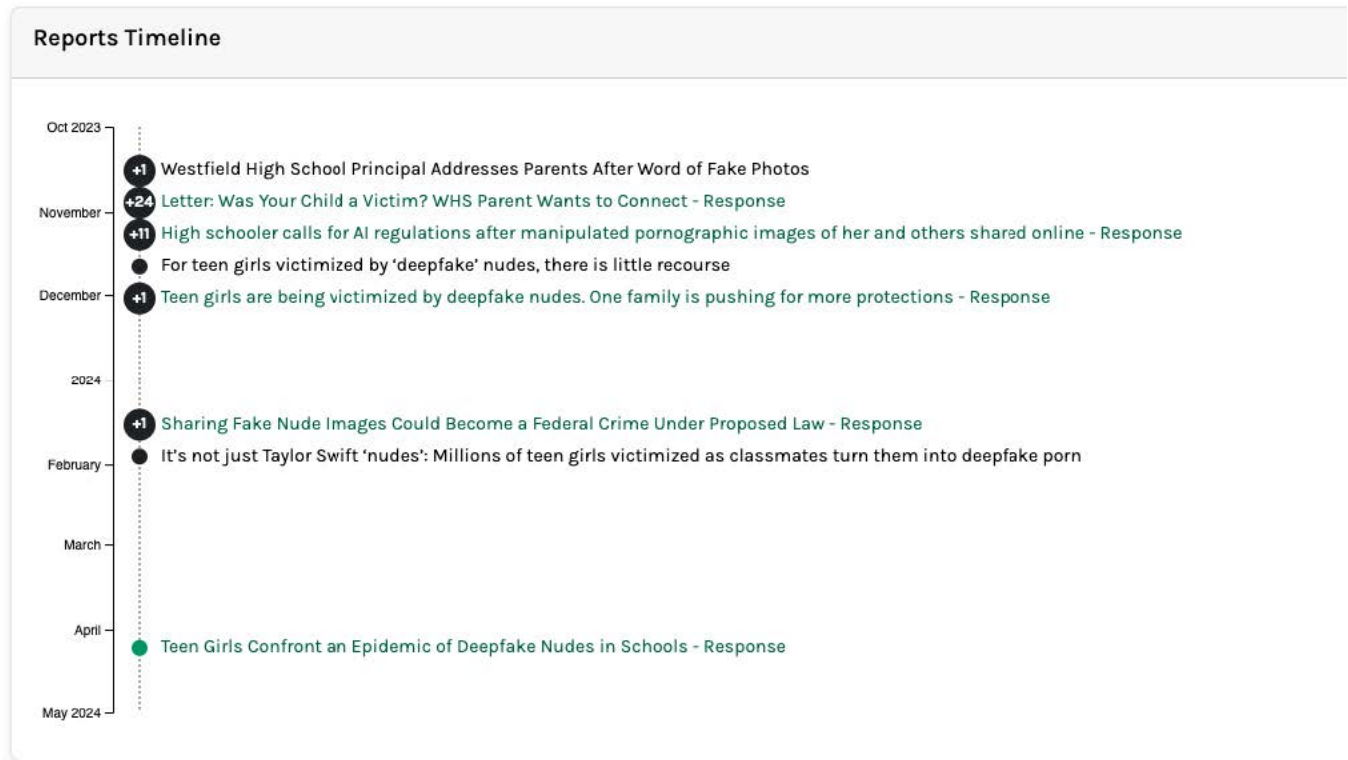 Reports Timeline
Oct 2023
+1 Westfield High School Principal Addresses Parents After Word of Fake Photos
+24 Letter: Was Your Child a Victim? WHS Parent Wants to Connect - Response
November
+11 High schooler calls for AI regulations after manipulated pornographic images of her and others shared online - Response
For teen girls victimized by ‘deepfake’ nudes, there is little recourse
December +1 Teen girls are being victimized by deepfake nudes. One family is pushing for more protections - Response
2024
+1 Sharing Fake Nude Images Could Become a Federal Crime Under Proposed Law - Response
It's not just Taylor Swift ‘nudes’: Millions of teen girls victimized as classmates turn them into deepfake porn
February
March
April
Teen Girls Confront an Epidemic of Deepfake Nudes in Schools - Response
May 2024